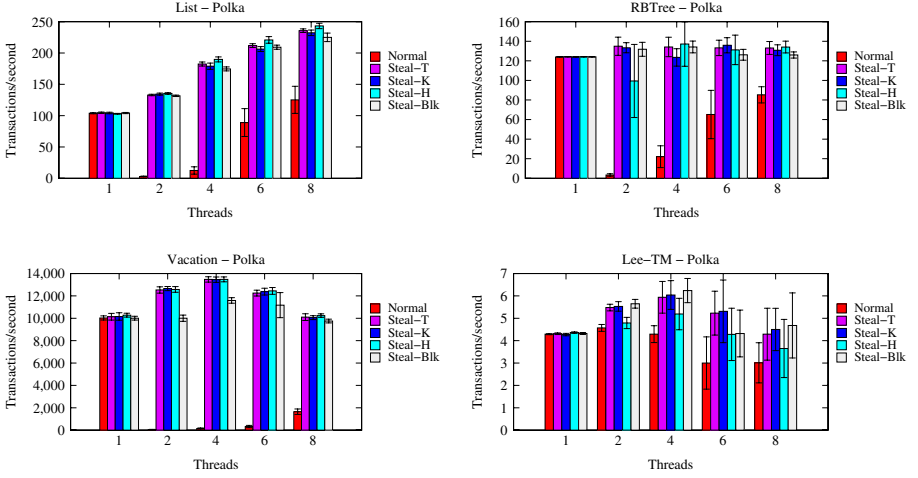 List – Polka
Transactions/second
250
200
150
100
50
0
1 2 4 6 8
Threads
Normal
Steal–T
Steal–K
Steal–H
Steal–Blk
RBTree – Polka
Transactions/second
160
140
120
100
80
60
40
20
0
1 2 4 6 8
Threads
Normal
Steal–T
Steal–K
Steal–H
Steal–Blk
Vacation – Polka
Transactions/second
14,000
12,000
10,000
8,000
6,000
4,000
2,000
0
1 2 4 6 8
Threads
Normal
Steal–T
Steal–K
Steal–H
Steal–Blk
Lee–TM – Polka
Transactions/second
7
6
5
4
3
2
1
0
1 2 4 6 8
Threads
Normal
Steal–T
Steal–K
Steal–H
Steal–Blk